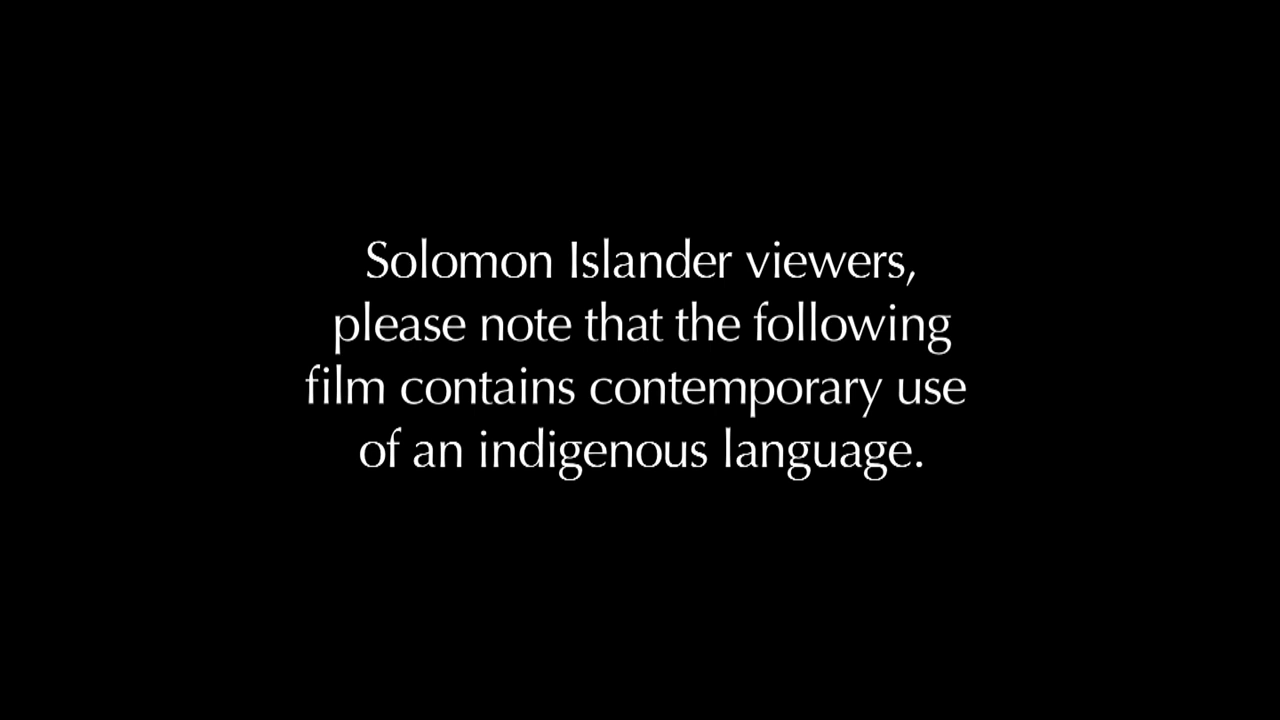 Solomon Islander viewers,
please note that the following
film contains contemporary use
of an indigenous language.